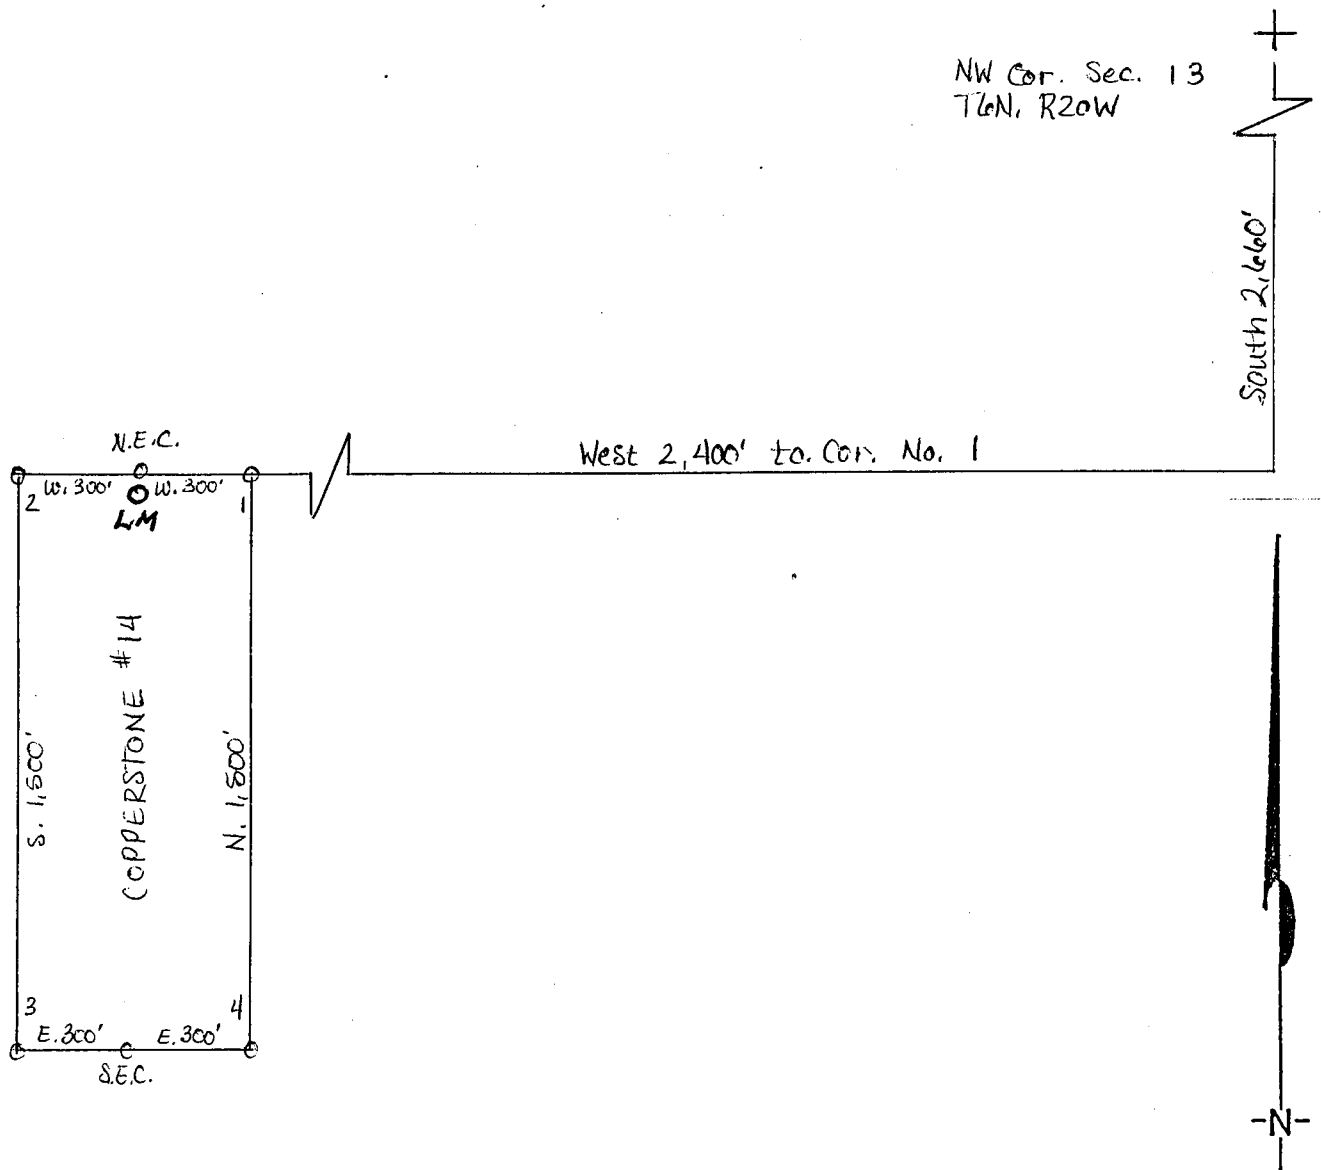 NW Cor. Sec. 13
T6N, R20W
South 2,660'
West 2,400' to. Cor. No. 1
N.E.C.
W. 300' W. 300'
2
1
LM
COPPERSTONE #14
S. 1,500'
N. 1,500'
3
4
E. 300' E. 300'
S.E.C.
-N-